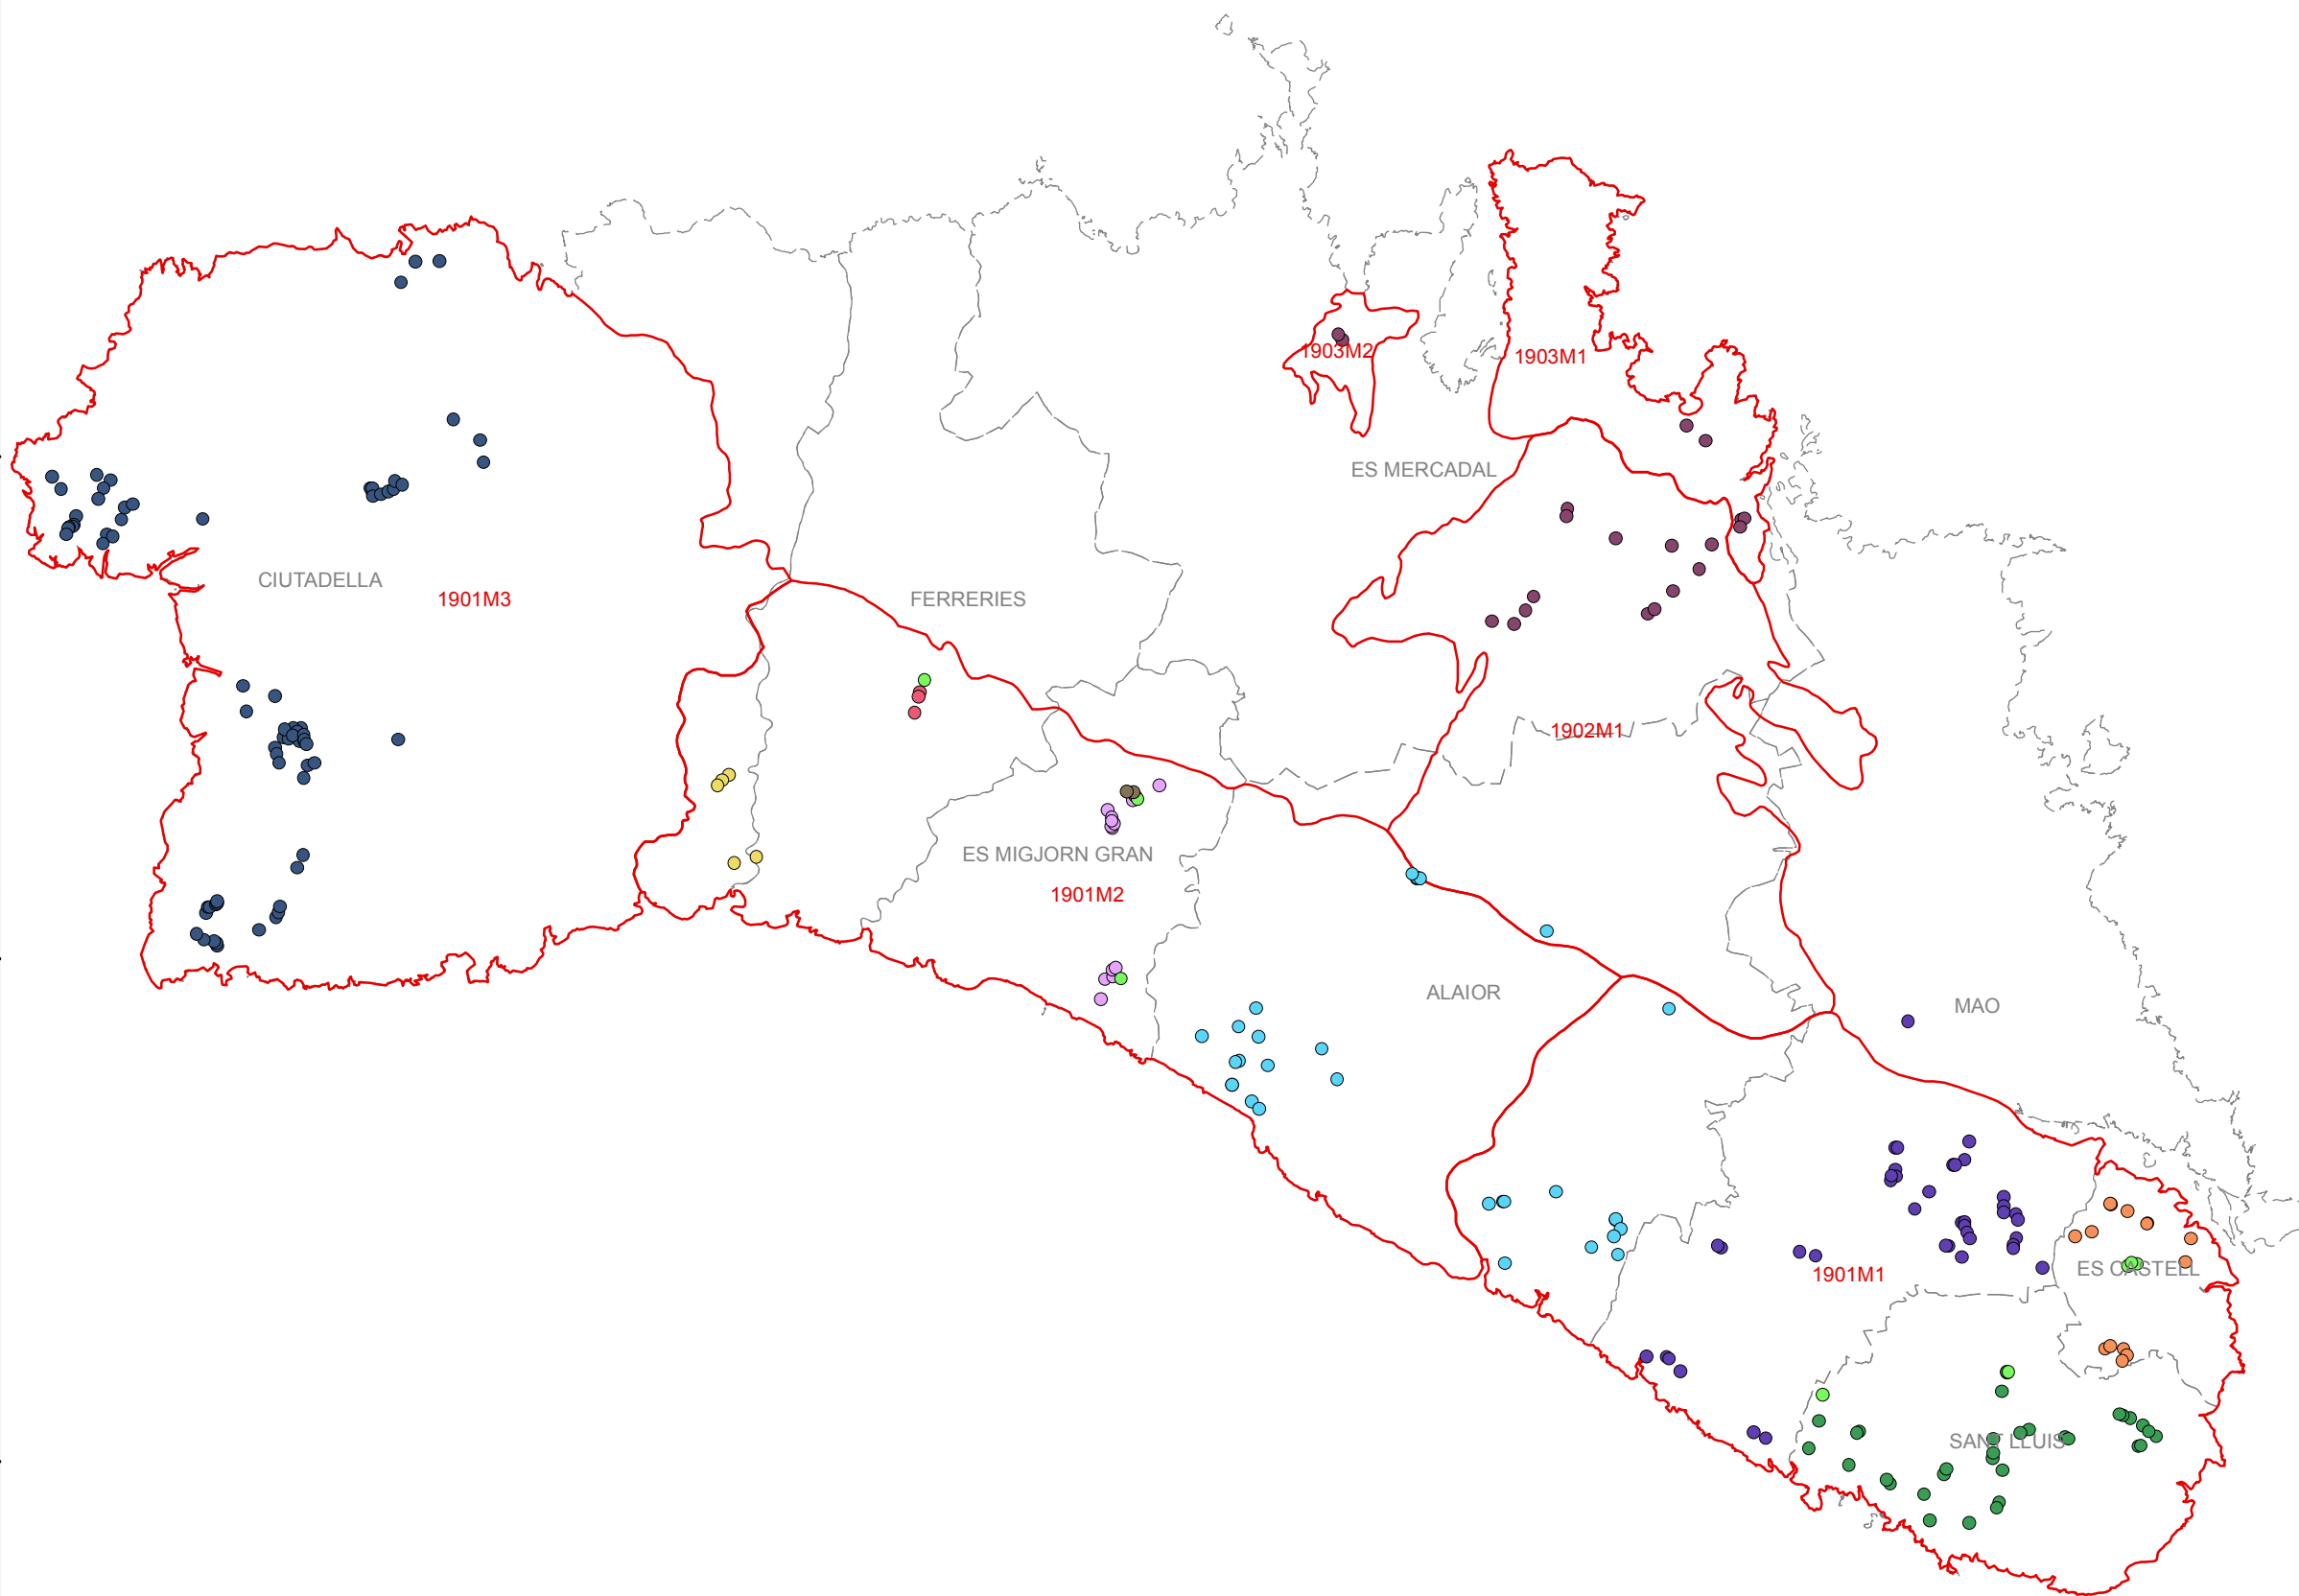 1903M2
1903M1
ES MERCADAL
CIUTADELLA
1901M3
FERRERIES
1902M1
ES MIGJORN GRAN
1901M2
ALAIOR
MAO
ES CASTELL
1901M1
SANT LLUIS